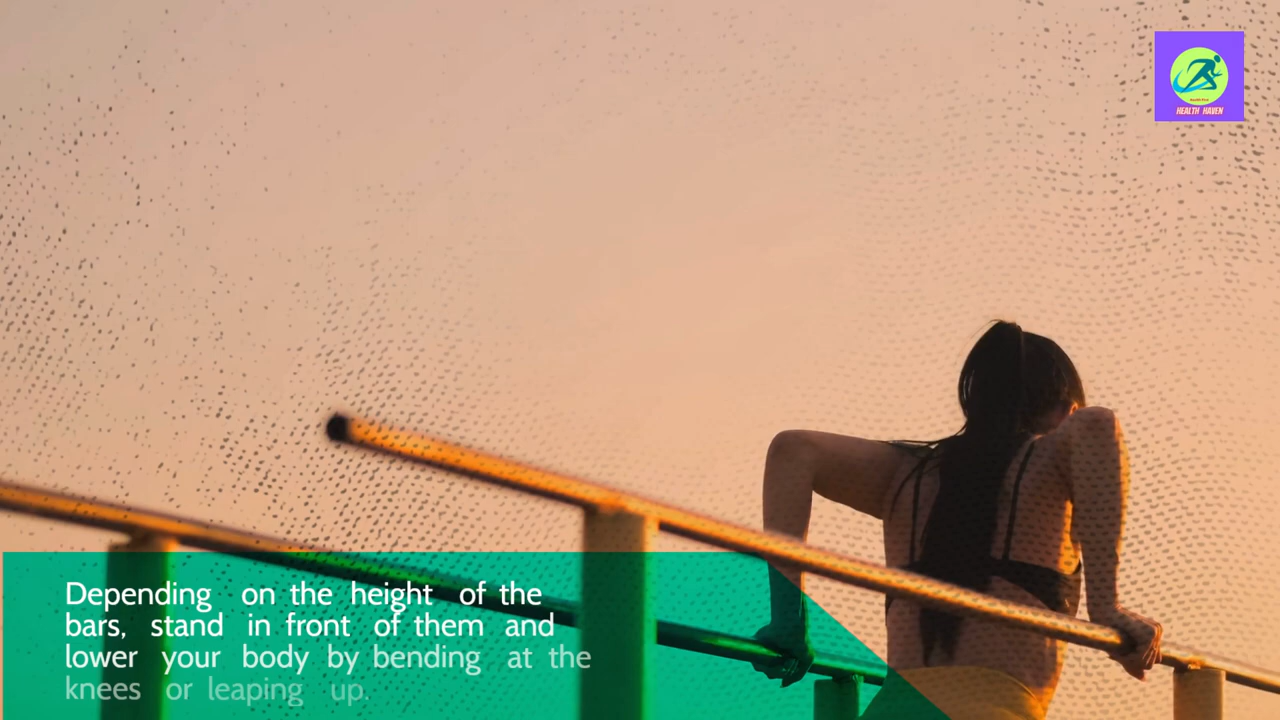 HEALTH HAVEN
Depending on the height of the
bars, stand in front of them and
lower your body by bending at the
knees or leaping up.